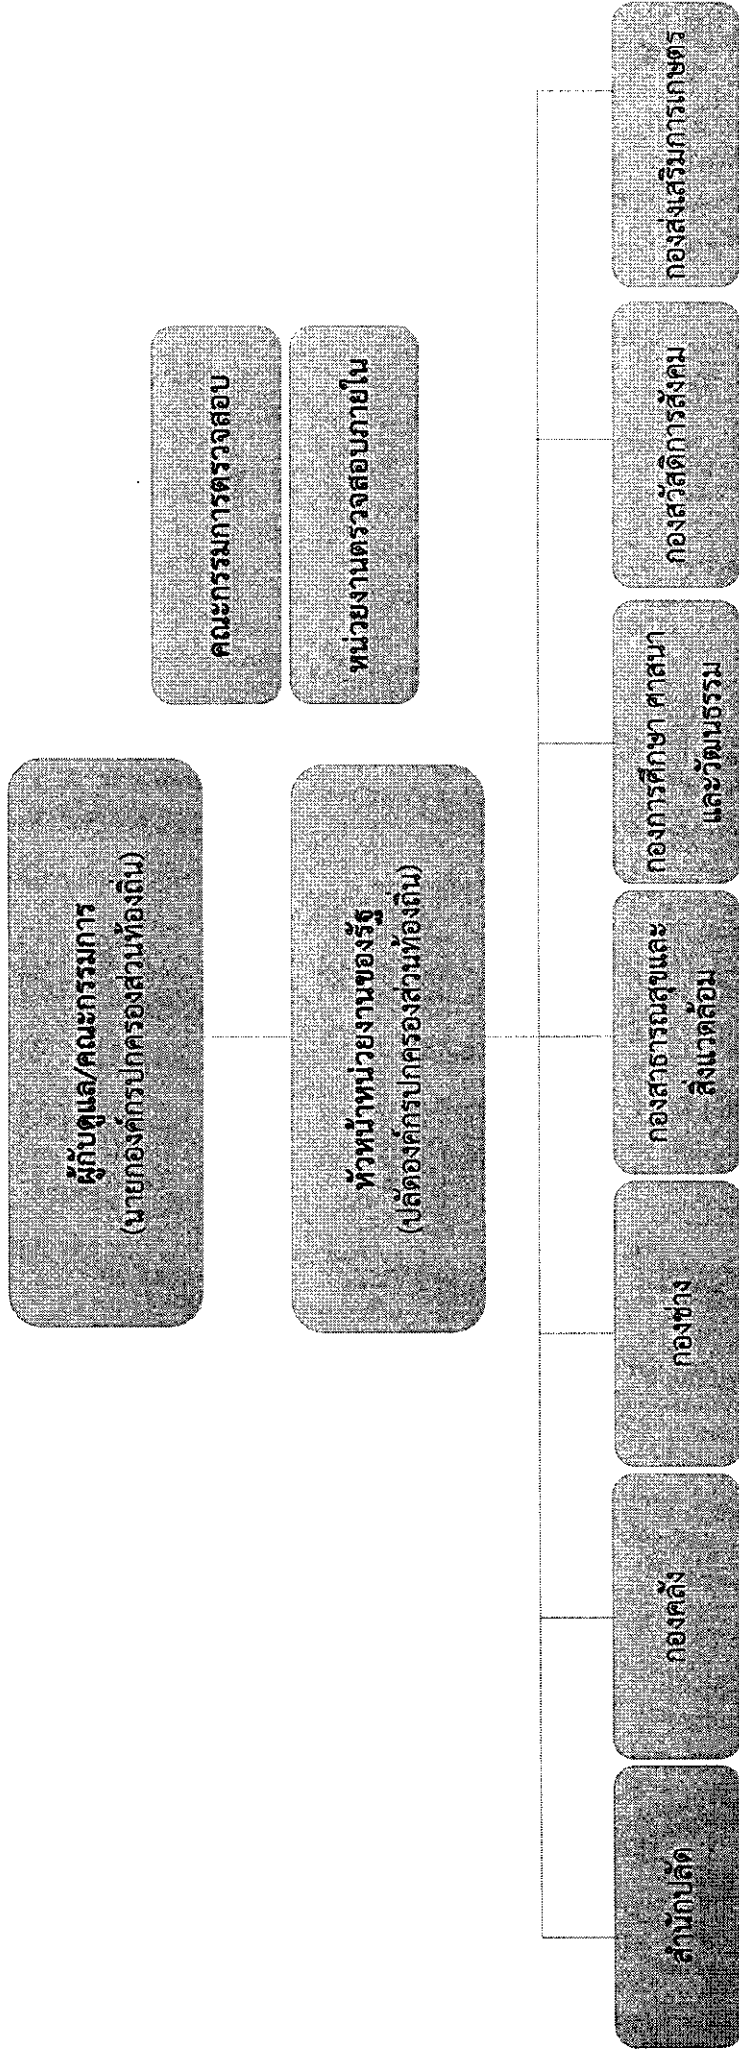 ผู้กำกับดูแล/คณะกรรมการ
(นายกองค์กรปกครองส่วนท้องถิ่น)
คณะกรรมการตรวจสอบ
หน่วยงานตรวจสอบภายใน
หัวหน้าหน่วยงานของรัฐ
(ปลัดองค์กรปกครองส่วนท้องถิ่น)
สำนักปลัด
กองคลัง
กองช่าง
กองสาธารณสุขและ
สิ่งแวดล้อม
กองการศึกษา ศาสนา
และวัฒนธรรม
กองสวัสดิการสังคม
กองส่งเสริมการเกษตร